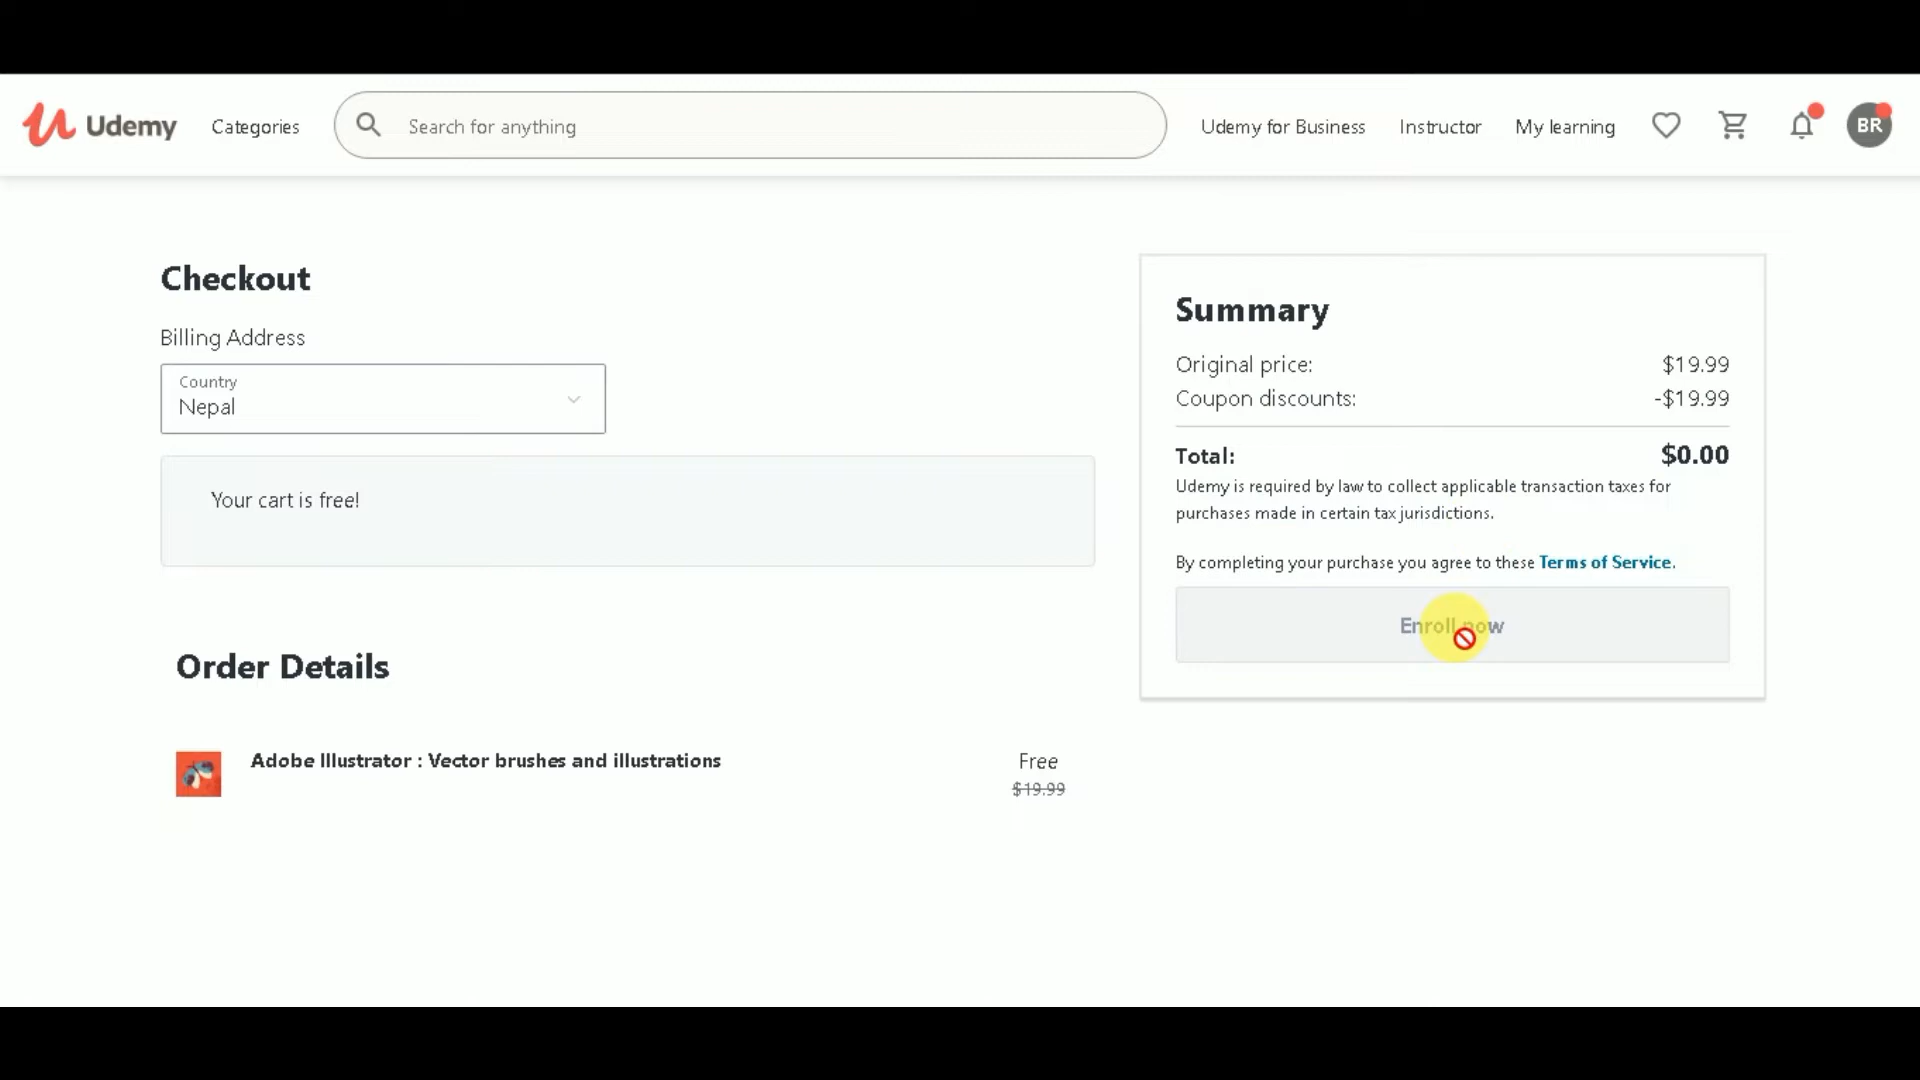 Udemy
Categories
Search for anything
Udemy for Business
Instructor
My learning
BR
Checkout
Billing Address
Country
Nepal
Your cart is free!
Order Details
Adobe Illustrator : Vector brushes and illustrations
Free
$19.99
Summary
Original price: $19.99
Coupon discounts: -$19.99
Total: $0.00
Udemy is required by law to collect applicable transaction taxes for
purchases made in certain tax jurisdictions.
By completing your purchase you agree to these Terms of Service.
Enroll now